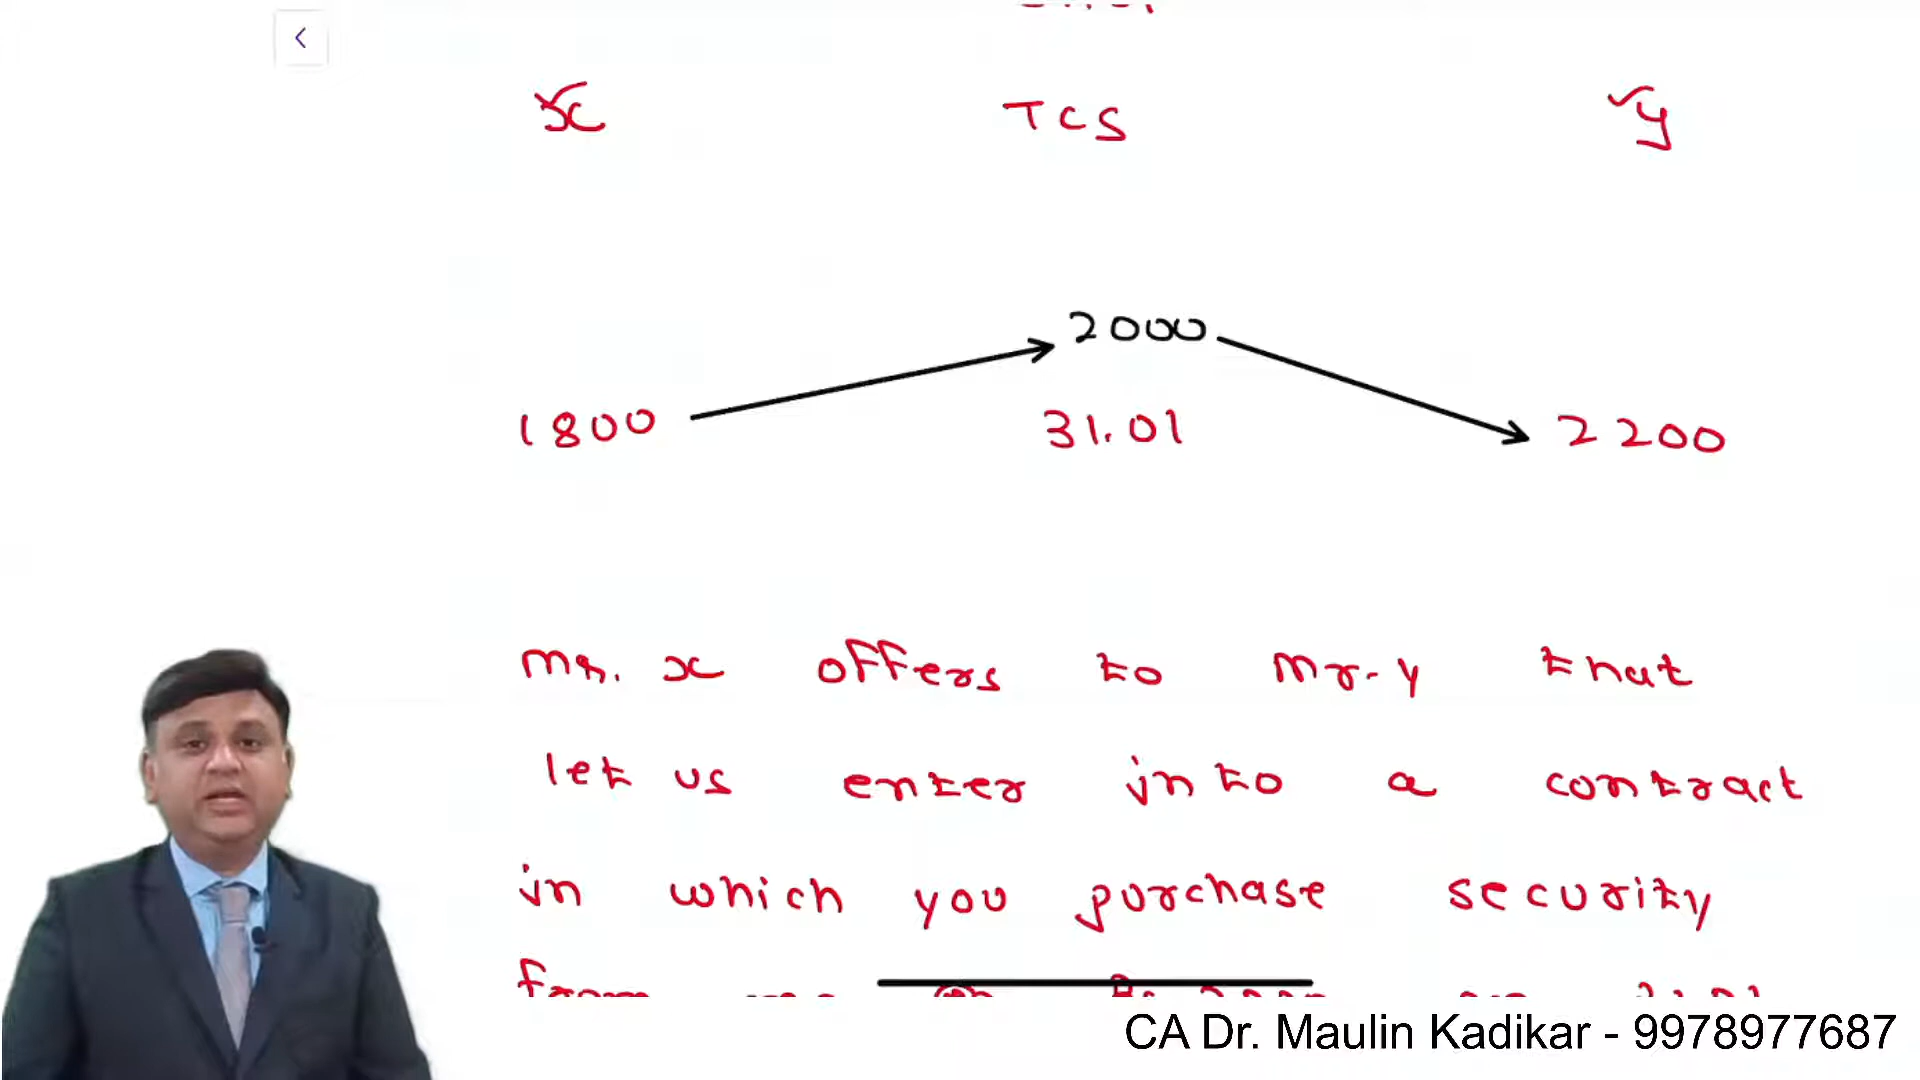 x TCS y
2000
1800 31.01 2200
Mr. x offers to Mr. y that
let us enter into a contract
in which you purchase security
from
CA Dr. Maulin Kadikar - 9978977687